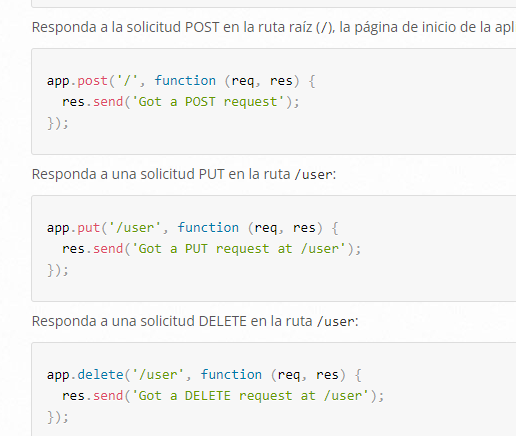 Responda a la solicitud POST en la ruta raíz (/), la página de inicio de la apl
app.post('/', function (req, res) {
  res.send('Got a POST request');
});
Responda a una solicitud PUT en la ruta /user:
app.put('/user', function (req, res) {
  res.send('Got a PUT request at /user');
});
Responda a una solicitud DELETE en la ruta /user:
app.delete('/user', function (req, res) {
  res.send('Got a DELETE request at /user');
});